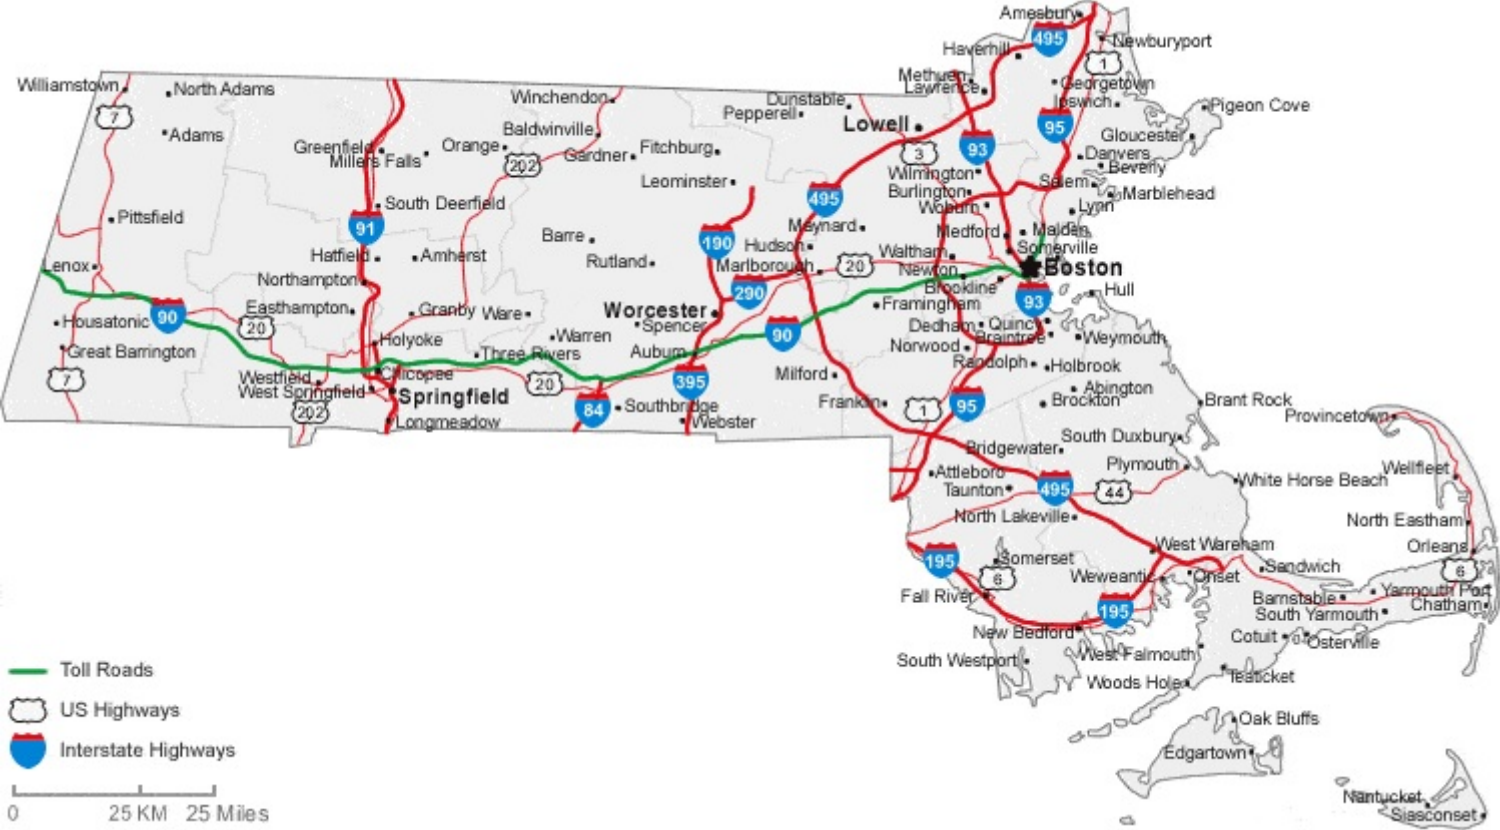 Amesbury
495
Haverhill
Newburyport
1
Methuen
Lawrence
Georgetown
Ipswich
Williamstown
North Adams
7
Winchendon
Dunstable
Pepperell
Pigeon Cove
Adams
Baldwinville
Lowell
95
Gloucester
Greenfield
Millers Falls
Orange
202
Gardner
Fitchburg
3
93
Danvers
Beverly
Wilmington
Leominster
Burlington
Salem
Marblehead
495
South Deerfield
Woburn
Lynn
Pittsfield
91
Maynard
Medford
Malden
Barre
190
Hudson
Somerville
Hatfield
Amherst
Rutland
Marlborough
20
Waltham
Newton
Boston
Lenox
Northampton
290
Brookline
Hull
93
Easthampton
Granby
Ware
Worcester
Framingham
Housatonic
90
20
Spencer
90
Dedham
Quincy
Braintree
Weymouth
Holyoke
Warren
Great Barrington
Three Rivers
Auburn
Norwood
Randolph
Holbrook
7
Westfield
Chicopee
20
395
Milford
West Springfield
Springfield
Abington
202
84
Southbridge
Franklin
1
95
Brockton
Brant Rock
Provincetown
Longmeadow
Webster
Bridgewater
South Duxbury
Attleboro
Plymouth
Wellfleet
Taunton
495
44
White Horse Beach
North Lakeville
North Eastham
195
Somerset
West Wareham
Orleans
6
Weweantic
Onset
Sandwich
6
Fall River
195
Barnstable
Yarmouth Port
South Yarmouth
Chatham
New Bedford
Cotuit
Osterville
South Westport
West Falmouth
Woods Hole
Teaticket
Toll Roads
US Highways
Oak Bluffs
Interstate Highways
Edgartown
0 25 KM 25 Miles
Nantucket
Siasconset